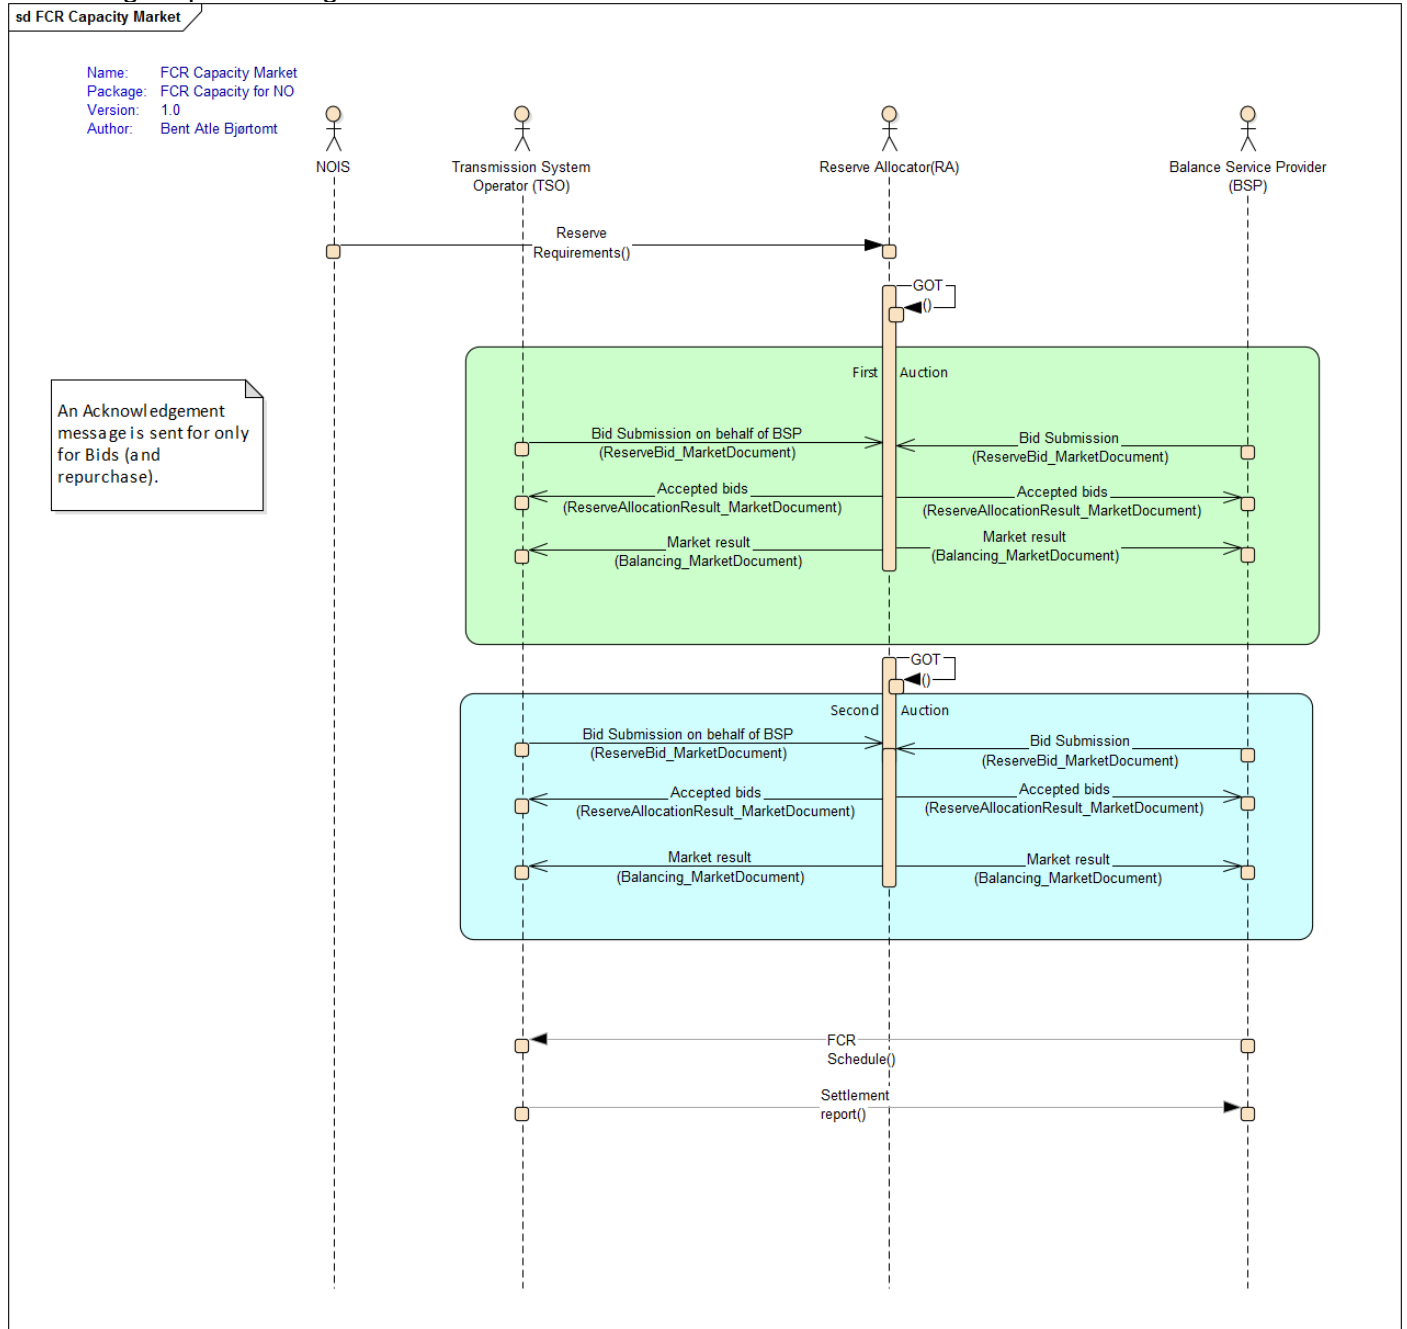 sd FCR Capacity Market
Name: FCR Capacity Market
Package: FCR Capacity for NO
Version: 1.0
Author: Bent Atle Bjørtomt
NOIS
Transmission System
Operator (TSO)
Reserve Allocator(RA)
Balance Service Provider
(BSP)
Reserve
Requirements()
GOT
()
First Auction
An Acknowledgement
message is sent for only
for Bids (and
repurchase).
Bid Submission on behalf of BSP
(ReserveBid_MarketDocument)
Bid Submission
(ReserveBid_MarketDocument)
Accepted bids
(ReserveAllocationResult_MarketDocument)
Accepted bids
(ReserveAllocationResult_MarketDocument)
Market result
(Balancing_MarketDocument)
Market result
(Balancing_MarketDocument)
GOT
()
Second Auction
Bid Submission on behalf of BSP
(ReserveBid_MarketDocument)
Bid Submission
(ReserveBid_MarketDocument)
Accepted bids
(ReserveAllocationResult_MarketDocument)
Accepted bids
(ReserveAllocationResult_MarketDocument)
Market result
(Balancing_MarketDocument)
Market result
(Balancing_MarketDocument)
FCR
Schedule()
Settlement
report()